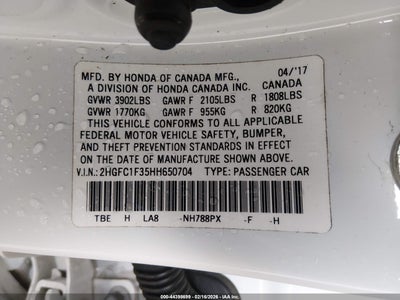 MFD. BY HONDA OF CANADA MFG., 04/'17
A DIVISION OF HONDA CANADA INC. CANADA
GVWR 3902LBS GAWR F 2105LBS R 1808LBS
GVWR 1770KG GAWR F 955KG R 820KG
THIS VEHICLE CONFORMS TO ALL APPLICABLE
FEDERAL MOTOR VEHICLE SAFETY, BUMPER,
AND THEFT PREVENTION STANDARDS IN EFFECT
ON THE DATE OF MANUFACTURE SHOWN ABOVE.
V.I.N.: 2HGFC1F35HH650704 TYPE: PASSENGER CAR
TBE H LA8 -NH788PX -F -H
000-44398699 - 02/16/2026 - IAA Inc.